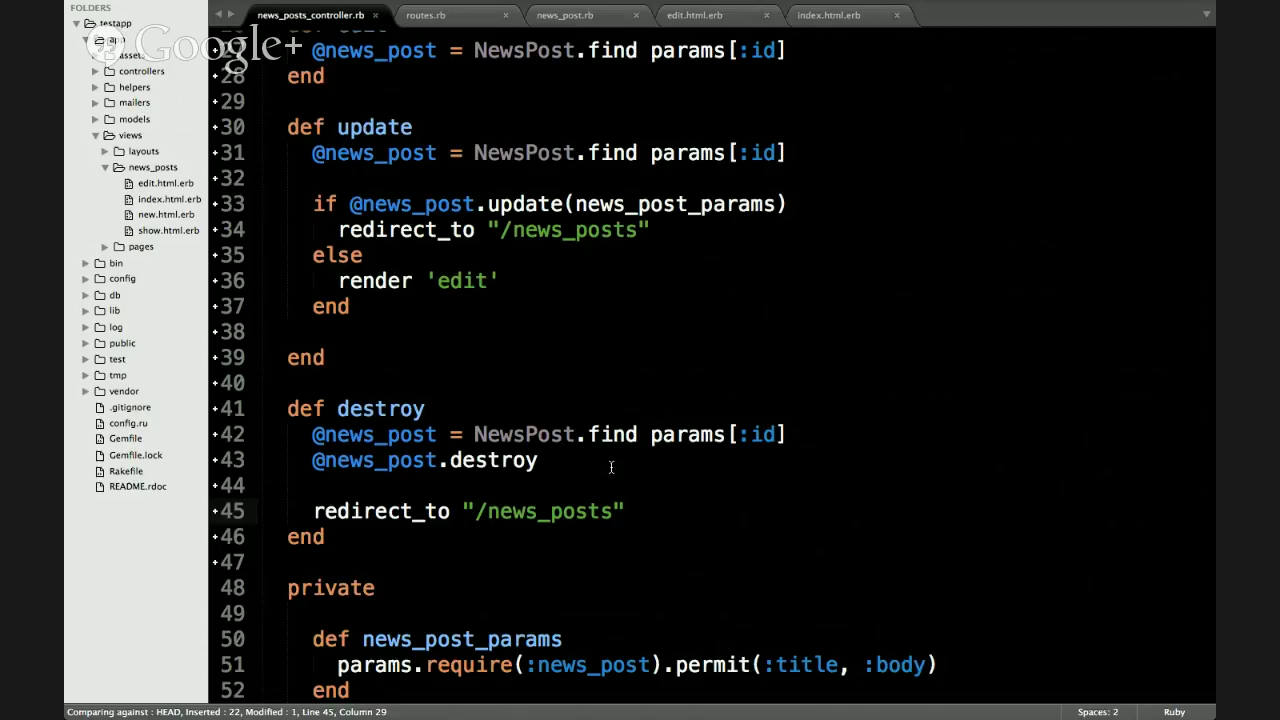 FOLDERS
testapp
app
assets
controllers
helpers
mailers
models
views
layouts
news_posts
edit.html.erb
index.html.erb
new.html.erb
show.html.erb
pages
bin
config
db
lib
log
public
test
tmp
vendor
.gitignore
config.ru
Gemfile
Gemfile.lock
Rakefile
README.rdoc
Google+
news_posts_controller.rb × routes.rb × news_post.rb × edit.html.erb × index.html.erb ×
@news_post = NewsPost.find params[:id]
28 end
29
30 def update
31 @news_post = NewsPost.find params[:id]
32
33 if @news_post.update(news_post_params)
34 redirect_to "/news_posts"
35 else
36 render 'edit'
37 end
38
39 end
40
41 def destroy
42 @news_post = NewsPost.find params[:id]
43 @news_post.destroy
44
45 redirect_to "/news_posts"
46 end
47
48 private
49
50 def news_post_params
51 params.require(:news_post).permit(:title, :body)
52 end
Comparing against : HEAD, Inserted : 22, Modified : 1, Line 45, Column 29 Spaces: 2 Ruby